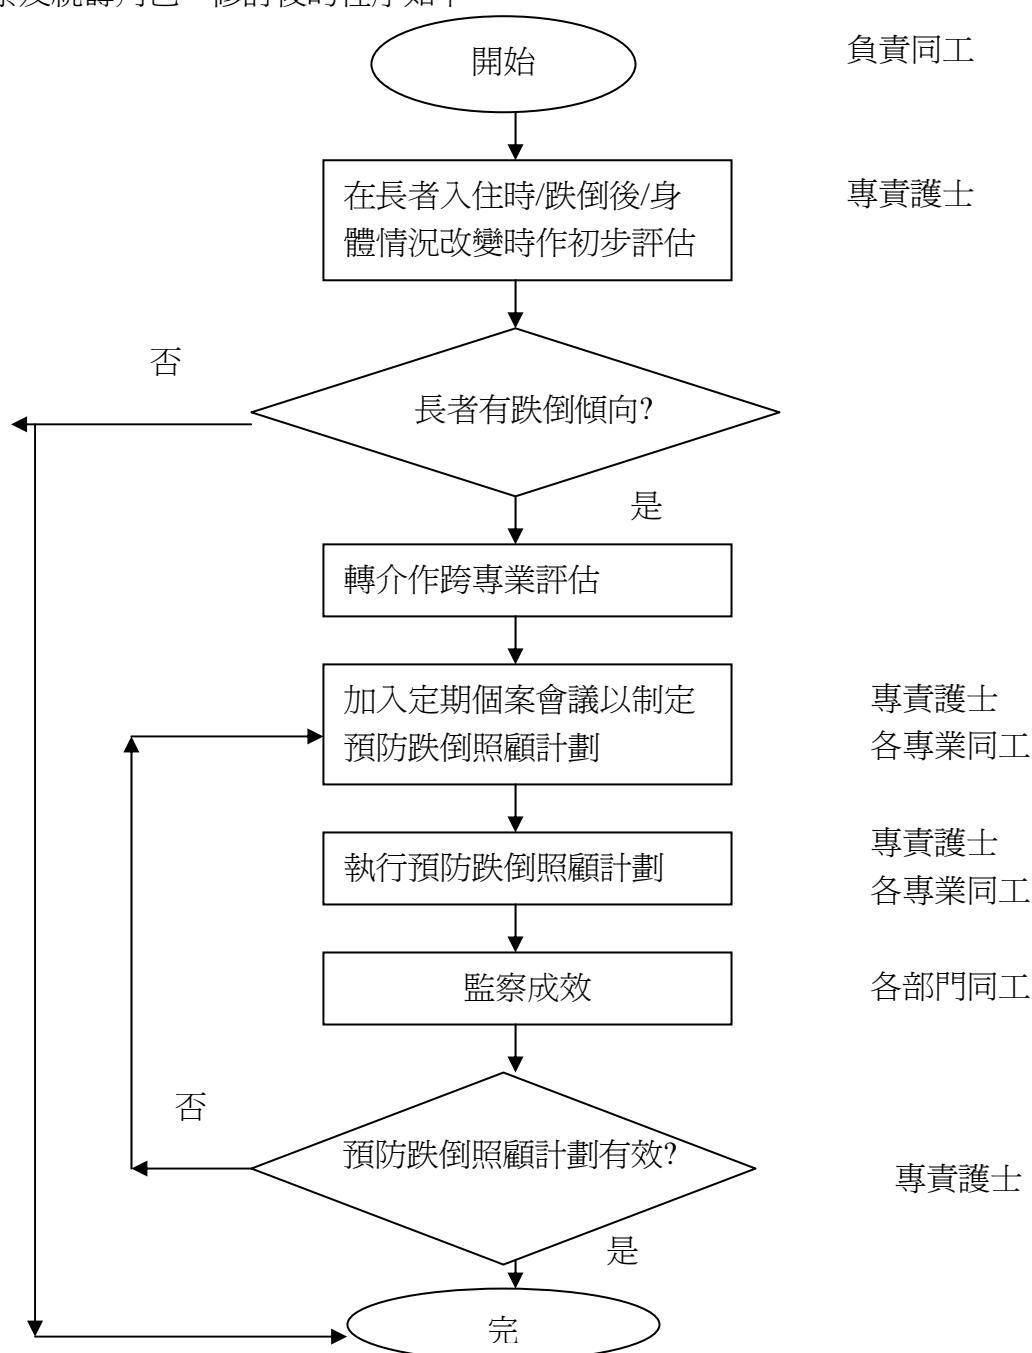 開始
負責同工
在長者入住時/跌倒後/身
體情況改變時作初步評估
專責護士
否
長者有跌倒傾向?
是
轉介作跨專業評估
加入定期個案會議以制定
預防跌倒照顧計劃
專責護士
各專業同工
執行預防跌倒照顧計劃
專責護士
各專業同工
監察成效
各部門同工
否
預防跌倒照顧計劃有效?
專責護士
是
完